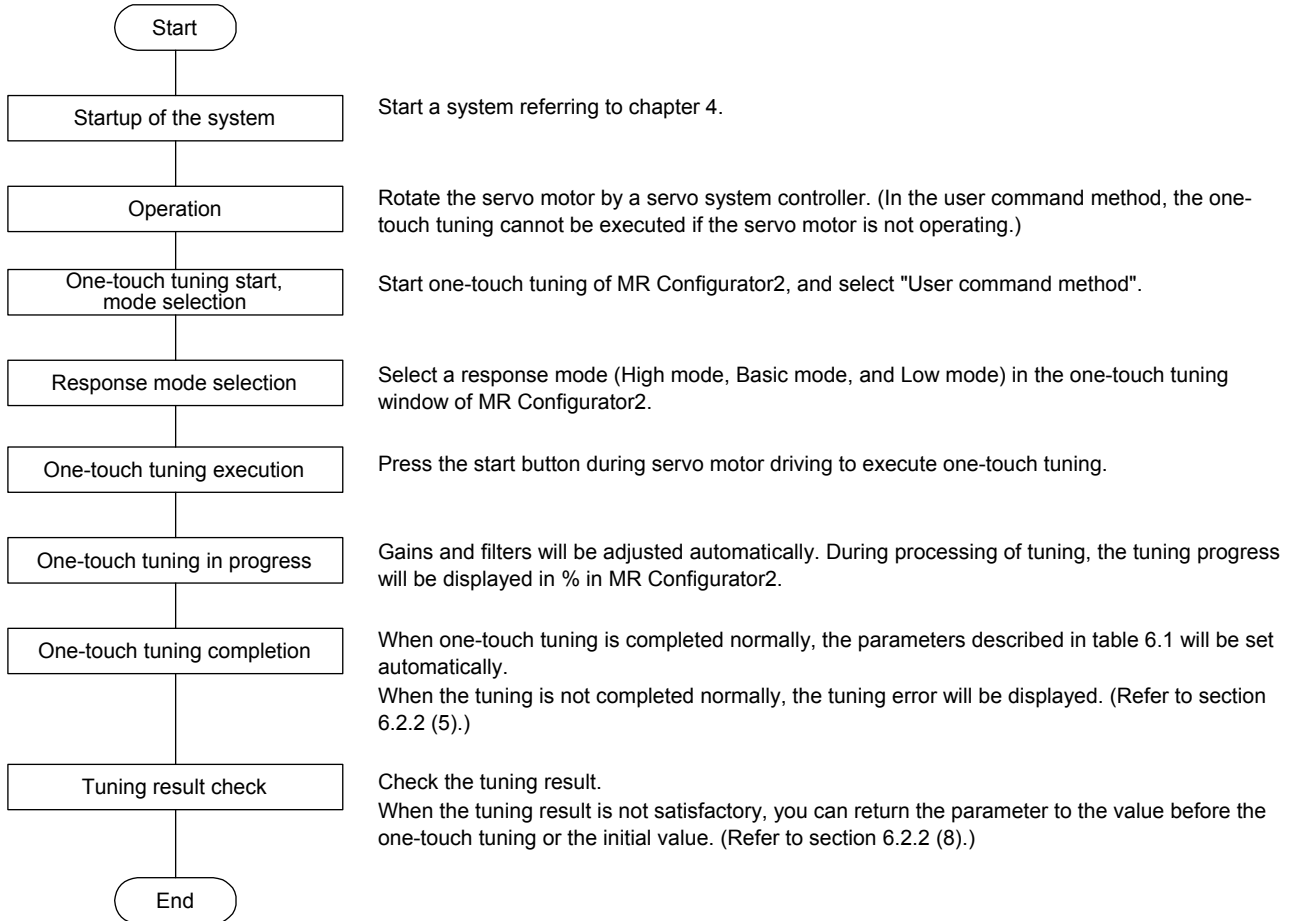 Start
Startup of the system
Start a system referring to chapter 4.
Operation
Rotate the servo motor by a servo system controller. (In the user command method, the one-
touch tuning cannot be executed if the servo motor is not operating.)
One-touch tuning start,
mode selection
Start one-touch tuning of MR Configurator2, and select "User command method".
Response mode selection
Select a response mode (High mode, Basic mode, and Low mode) in the one-touch tuning
window of MR Configurator2.
One-touch tuning execution
Press the start button during servo motor driving to execute one-touch tuning.
One-touch tuning in progress
Gains and filters will be adjusted automatically. During processing of tuning, the tuning progress
will be displayed in % in MR Configurator2.
One-touch tuning completion
When one-touch tuning is completed normally, the parameters described in table 6.1 will be set
automatically.
When the tuning is not completed normally, the tuning error will be displayed. (Refer to section
6.2.2 (5).)
Tuning result check
Check the tuning result.
When the tuning result is not satisfactory, you can return the parameter to the value before the
one-touch tuning or the initial value. (Refer to section 6.2.2 (8).)
End